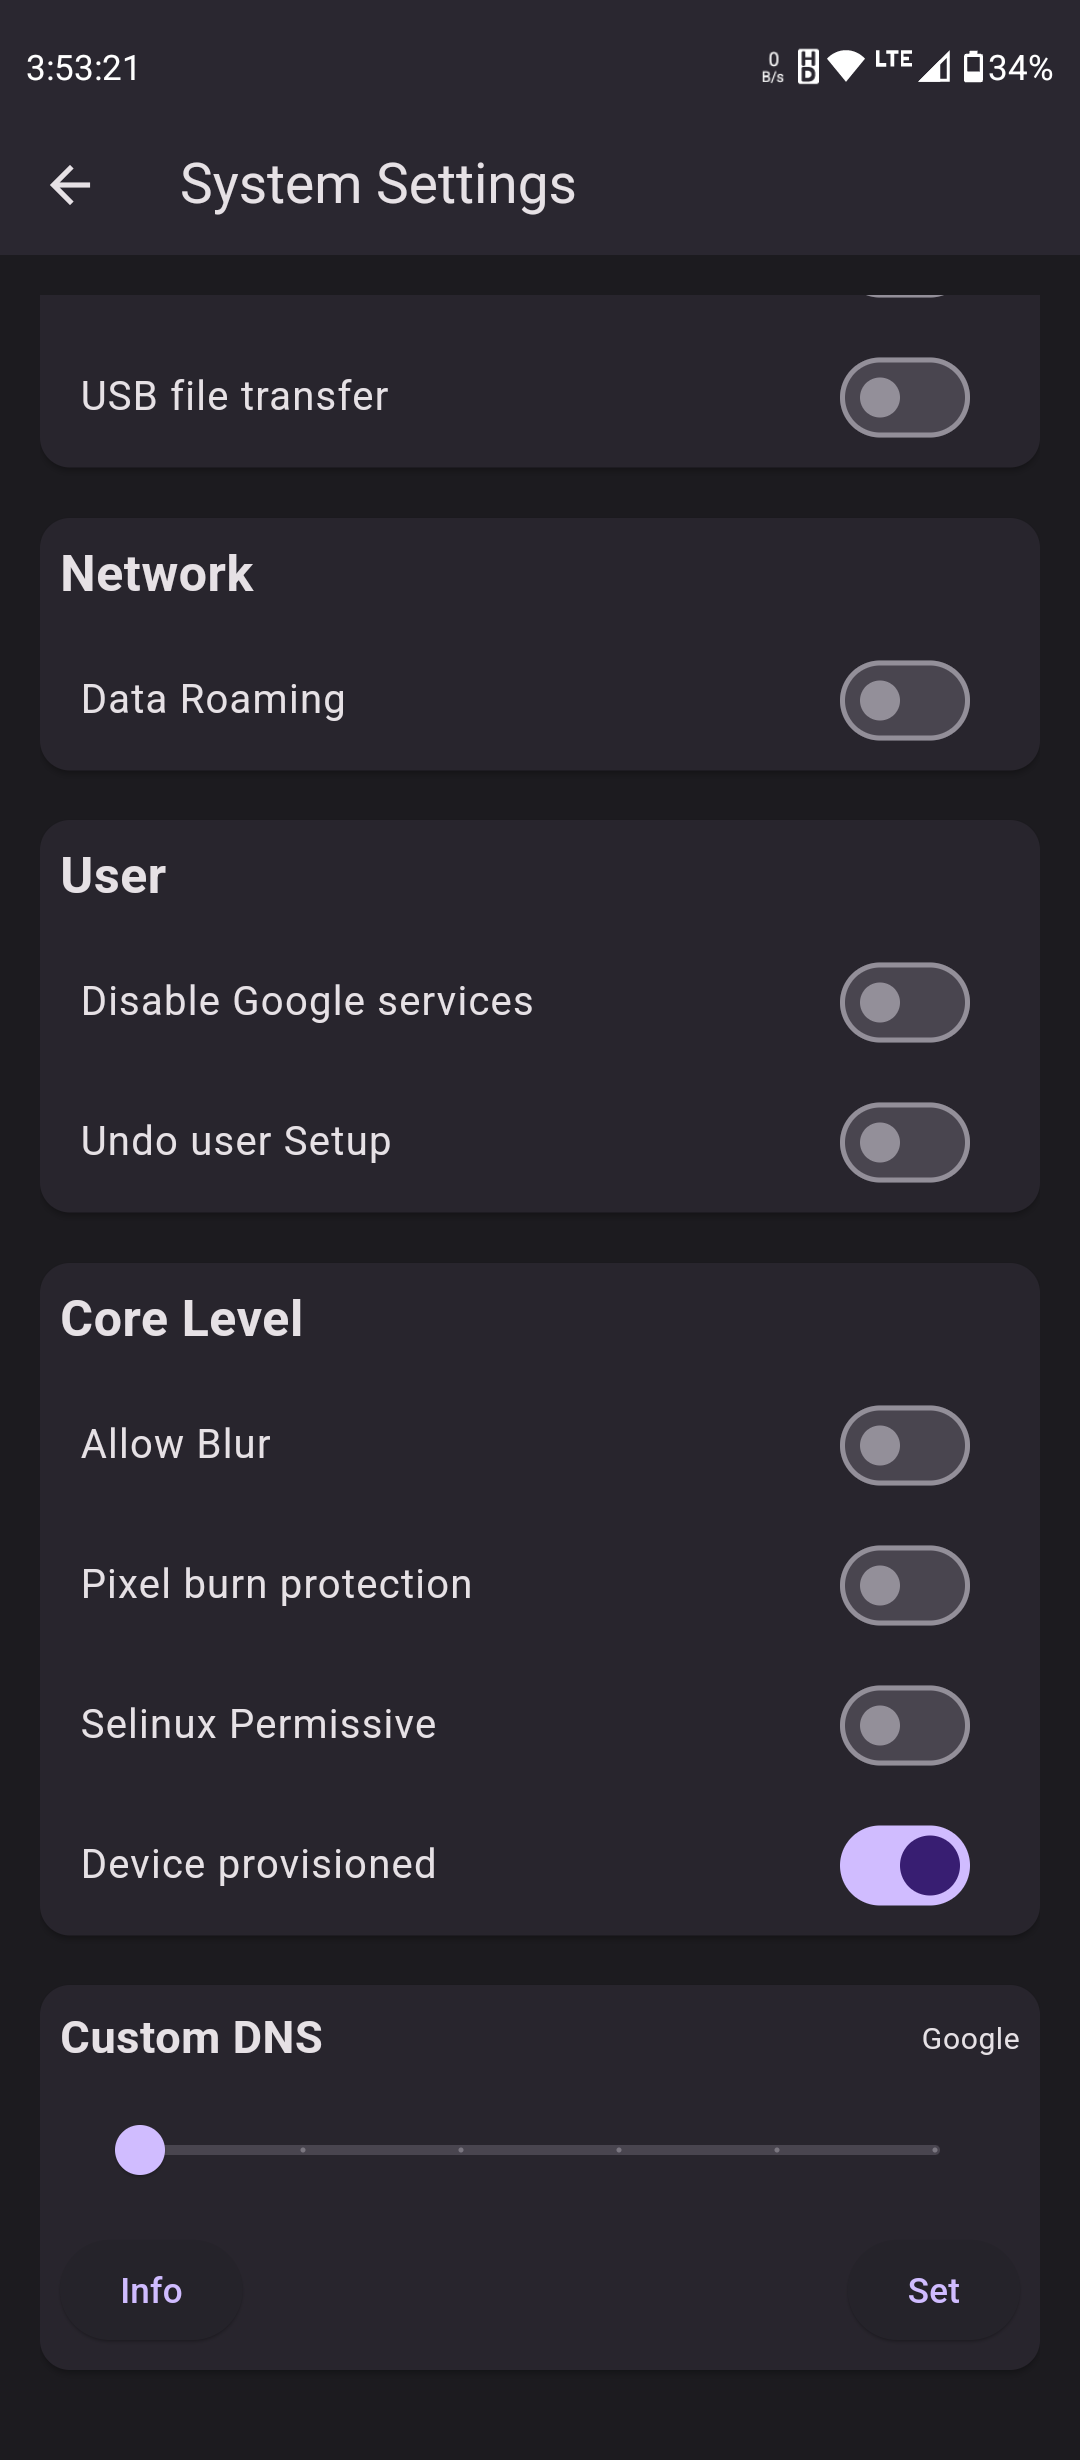 3:53:21
0
B/s
HD
LTE
34%
System Settings
USB file transfer
Network
Data Roaming
User
Disable Google services
Undo user Setup
Core Level
Allow Blur
Pixel burn protection
Selinux Permissive
Device provisioned
Custom DNS
Google
Info
Set